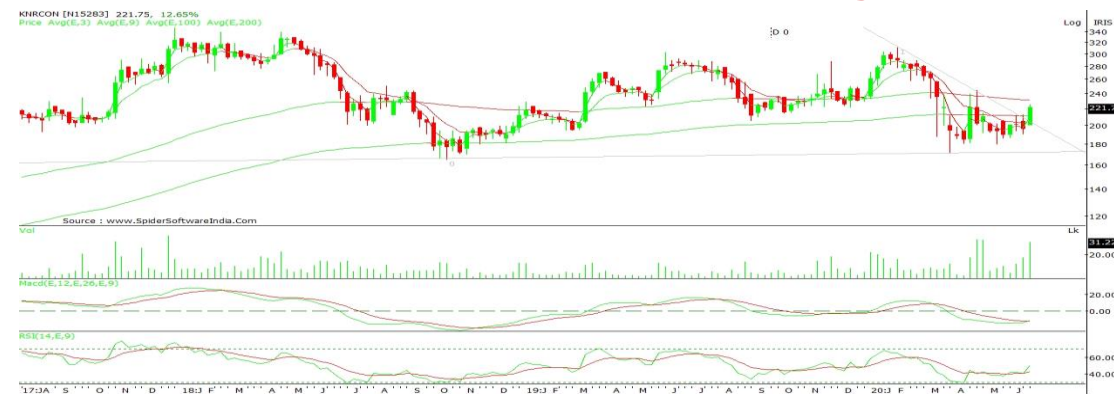 KNRCON [N15283] 221.75, 12.65%
Price Avg(E,3) Avg(E,9) Avg(E,100) Avg(E,200)
Log IRIS
D 0
340
320
300
280
260
240
221.7
200
180
160
140
120
0
Source : www.SpiderSoftwareIndia.Com
Vol Lk
31.22
20.00
Macd(E,12,E,26,E,9)
20.00
0.00
RSI(14,E,9)
60.00
40.00
17:JA S O N D 18:J F M A M J J A S O N D 19:J F M A M J J A S O N D 20:J F M A M J